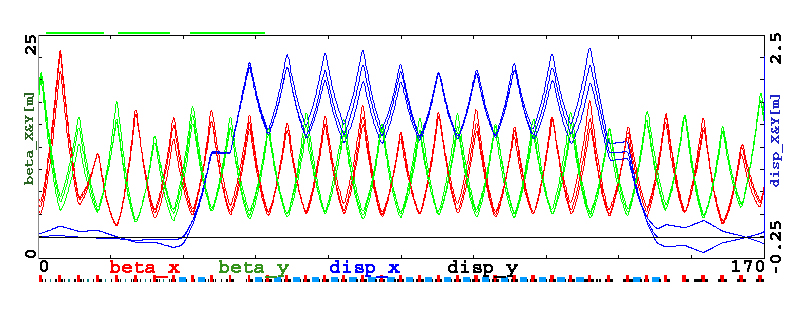 25
2.5
beta_X&Y[m]
disp_X&Y[m]
0
-0.25
0
beta_x
beta_y
disp_x
disp_y
170